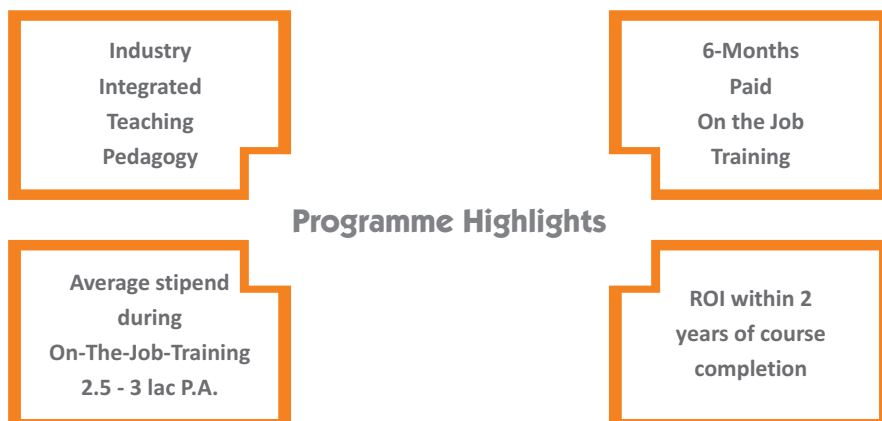 Industry
Integrated
Teaching
Pedagogy
6-Months
Paid
On the Job
Training
Programme Highlights
Average stipend
during
On-The-Job-Training
2.5 - 3 lac P.A.
ROI within 2
years of course
completion